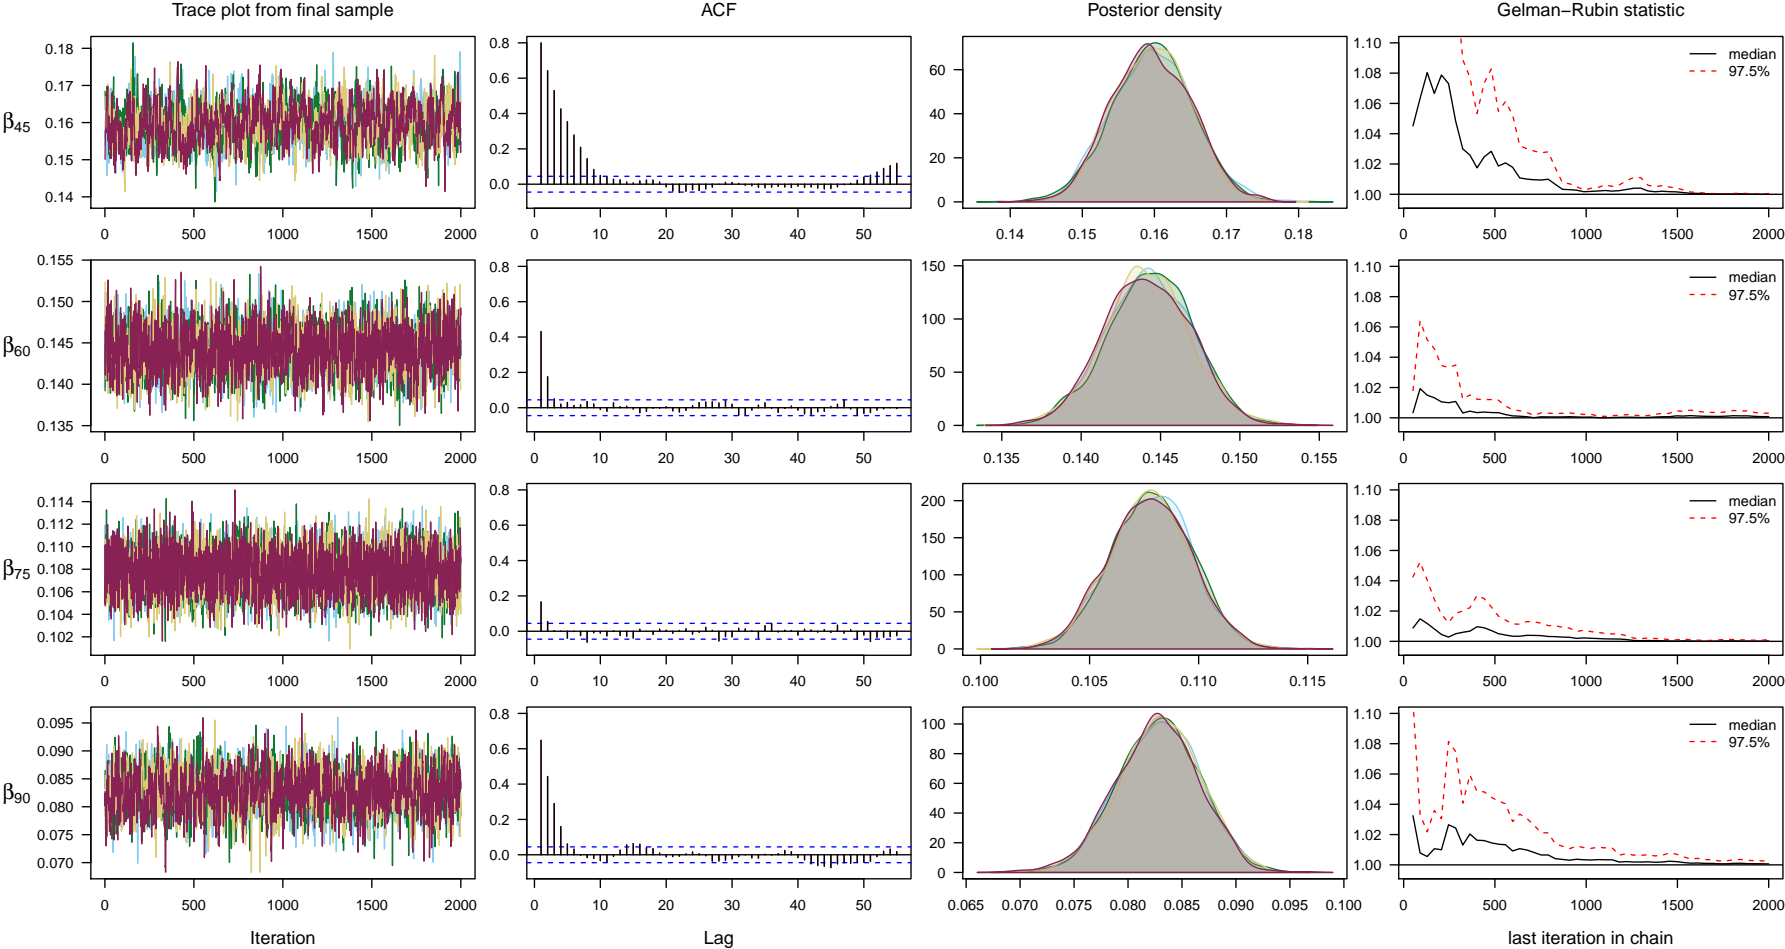 Trace plot from final sample ACF Posterior density Gelman−Rubin statistic
β45
0.18 0.17 0.16 0.15 0.14
0 500 1000 1500 2000
0.8 0.6 0.4 0.2 0.0
0 10 20 30 40 50
60 40 20 0
0.14 0.15 0.16 0.17 0.18
1.10 1.08 1.06 1.04 1.02 1.00
median
97.5%
0 500 1000 1500 2000
β60
0.155 0.150 0.145 0.140 0.135
0 500 1000 1500 2000
0.8 0.6 0.4 0.2 0.0
0 10 20 30 40 50
150 100 50 0
0.135 0.140 0.145 0.150 0.155
1.10 1.08 1.06 1.04 1.02 1.00
median
97.5%
0 500 1000 1500 2000
β75
0.114 0.112 0.110 0.108 0.106 0.104 0.102
0 500 1000 1500 2000
0.8 0.6 0.4 0.2 0.0
0 10 20 30 40 50
200 150 100 50 0
0.100 0.105 0.110 0.115
1.10 1.08 1.06 1.04 1.02 1.00
median
97.5%
0 500 1000 1500 2000
β90
0.095 0.090 0.085 0.080 0.075 0.070
0 500 1000 1500 2000
0.8 0.6 0.4 0.2 0.0
0 10 20 30 40 50
100 80 60 40 20 0
0.065 0.070 0.075 0.080 0.085 0.090 0.095 0.100
1.10 1.08 1.06 1.04 1.02 1.00
median
97.5%
0 500 1000 1500 2000
Iteration Lag last iteration in chain